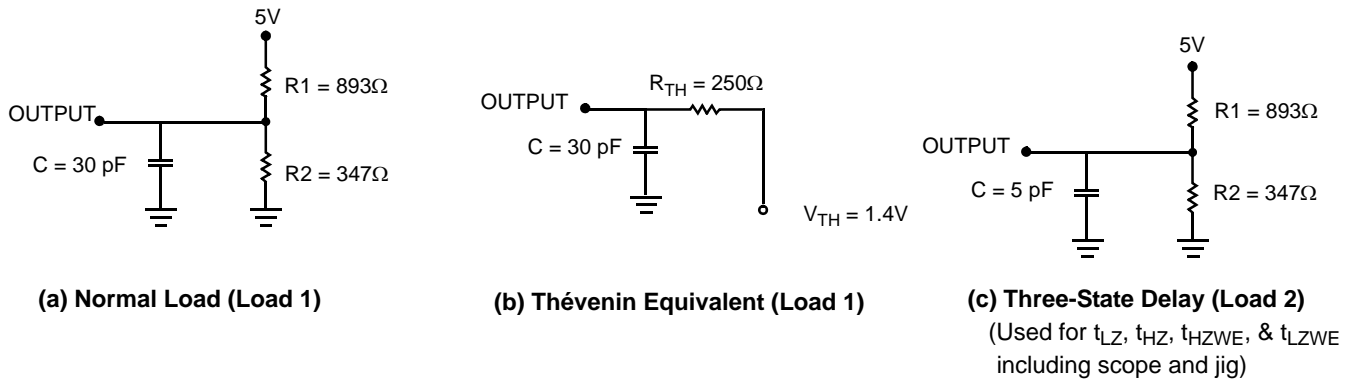 5V
R1 = 893Ω
OUTPUT
C = 30 pF
R2 = 347Ω
(a) Normal Load (Load 1)
R_TH = 250Ω
OUTPUT
C = 30 pF
V_TH = 1.4V
(b) Thévenin Equivalent (Load 1)
5V
R1 = 893Ω
OUTPUT
C = 5 pF
R2 = 347Ω
(c) Three-State Delay (Load 2)
(Used for t_LZ, t_HZ, t_HZWE, & t_LZWE
including scope and jig)